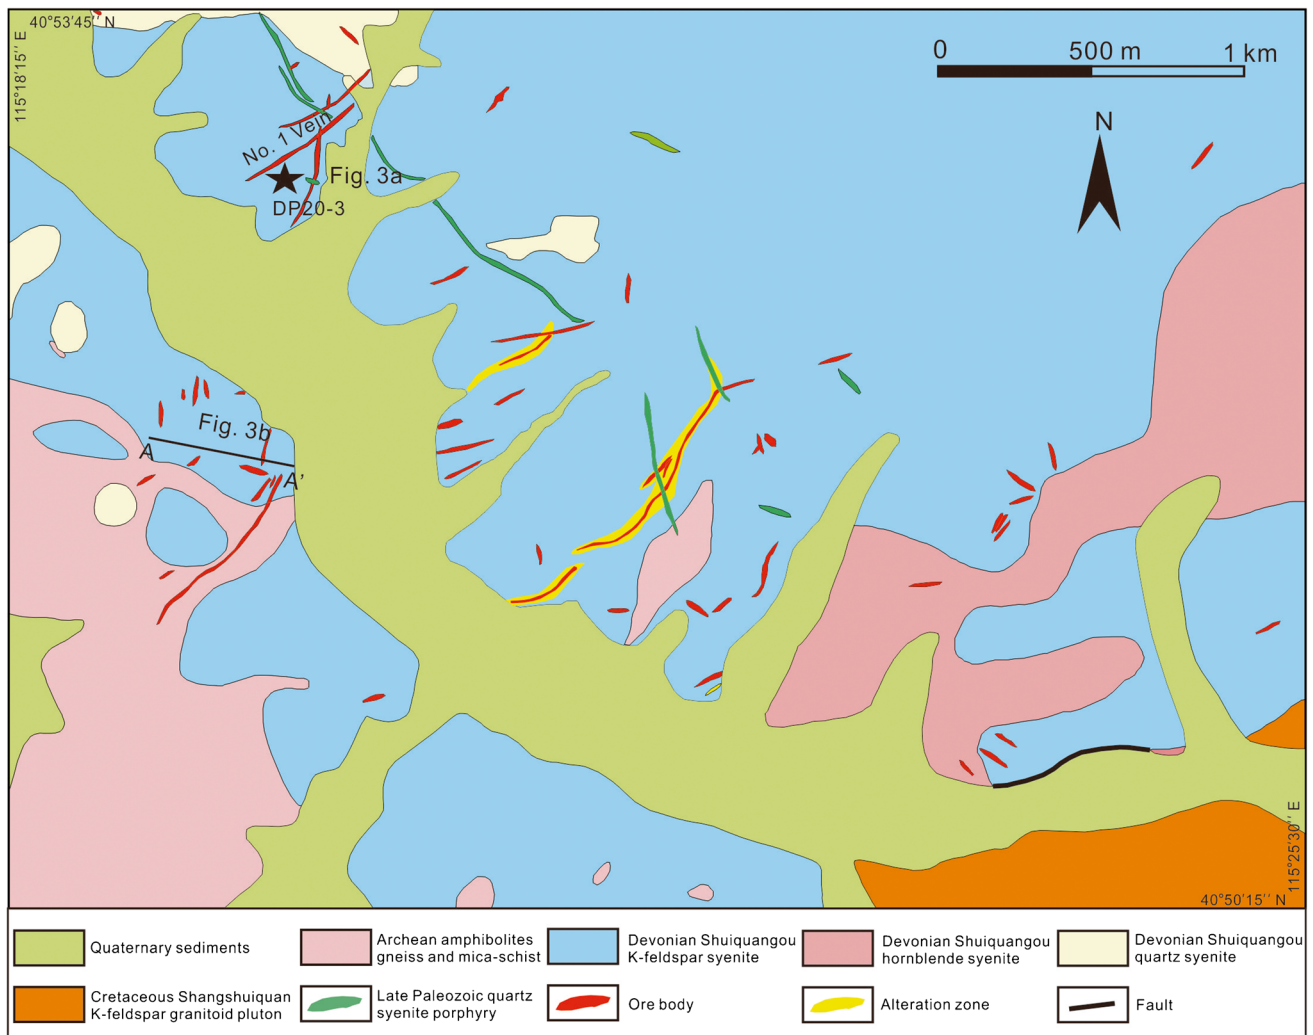 40°53′45′′ N
115°18′15′′ E
0 500 m 1 km
N
No. 1 Vein
Fig. 3a
DP20-3
Fig. 3b
A
A′
115°25′30′′ E
40°50′15′′ N
Quaternary sediments
Archean amphibolites
gneiss and mica-schist
Devonian Shuiquangou
K-feldspar syenite
Devonian Shuiquangou
hornblende syenite
Devonian Shuiquangou
quartz syenite
Cretaceous Shangshuiquan
K-feldspar granitoid pluton
Late Paleozoic quartz
syenite porphyry
Ore body
Alteration zone
Fault